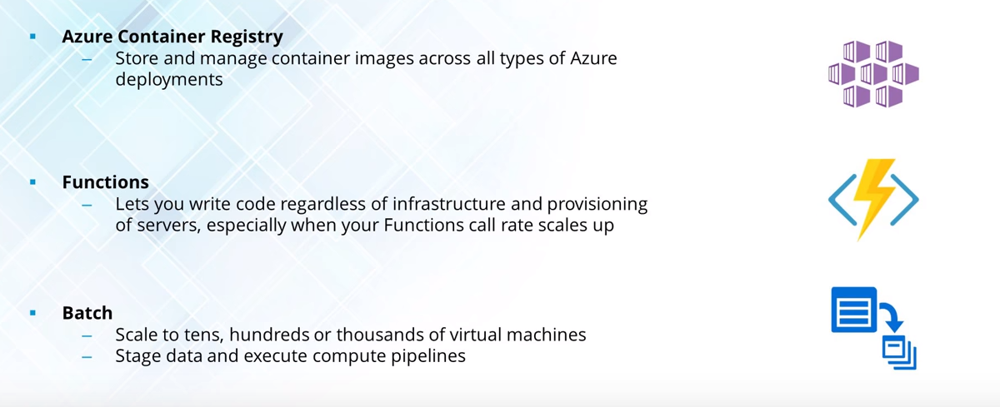 ▪ Azure Container Registry
– Store and manage container images across all types of Azure
deployments
▪ Functions
– Lets you write code regardless of infrastructure and provisioning
of servers, especially when your Functions call rate scales up
▪ Batch
– Scale to tens, hundreds or thousands of virtual machines
– Stage data and execute compute pipelines